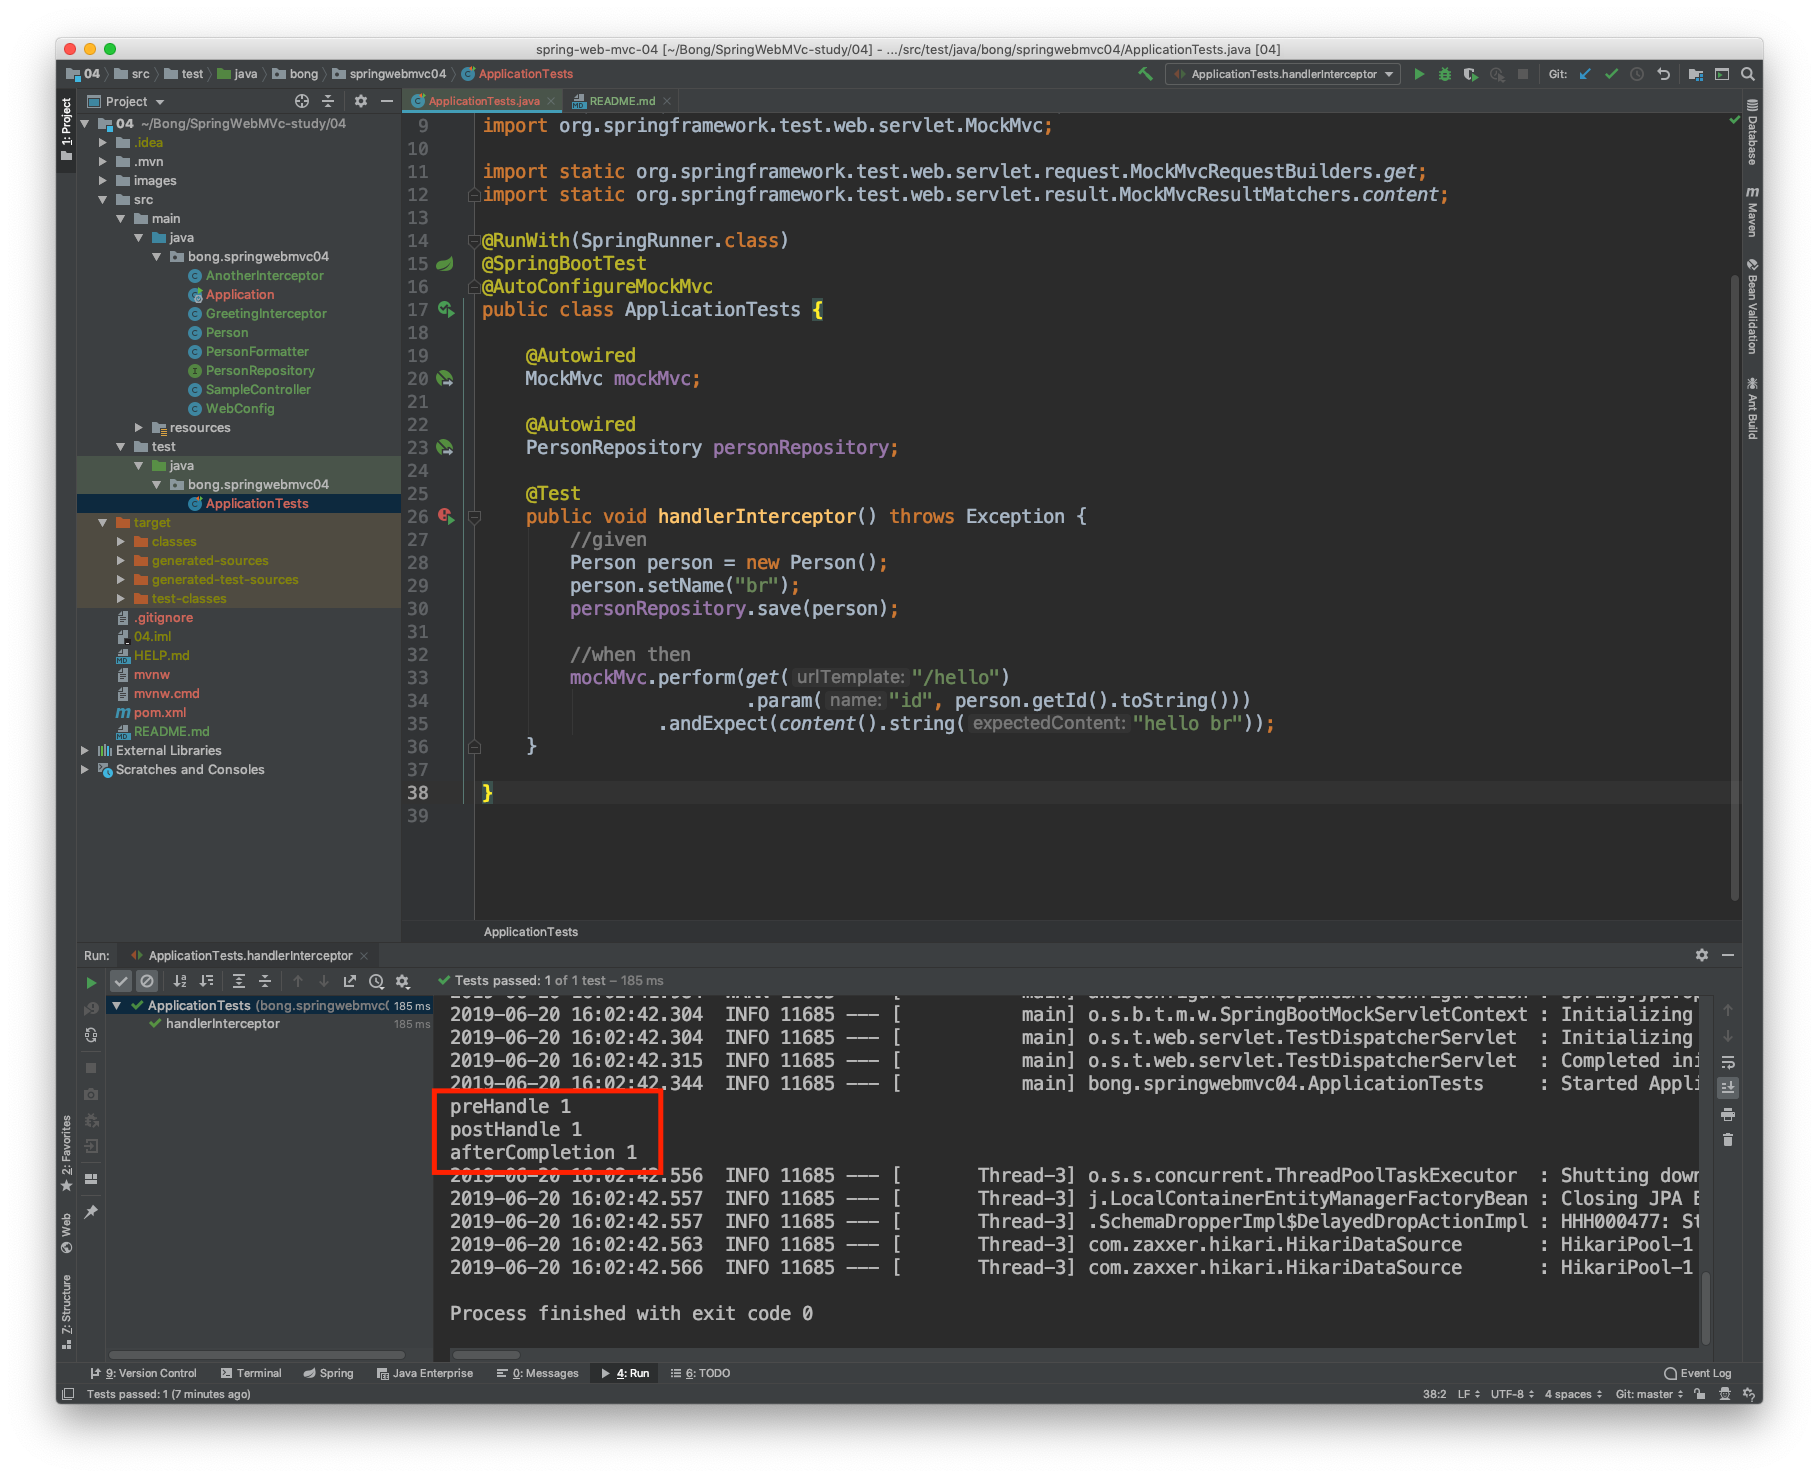 spring-web-mvc-04 [~/Bong/SpringWebMVc-study/04] - .../src/test/java/bong/springwebmvc04/ApplicationTests.java [04]
04 src test java bong springwebmvc04 ApplicationTests
ApplicationTests.handlerInterceptor
Git:
1: Project
Project
ApplicationTests.java
README.md
04 ~/Bong/SpringWebMVc-study/04
.idea
.mvn
images
src
main
java
bong.springwebmvc04
AnotherInterceptor
Application
GreetingInterceptor
Person
PersonFormatter
PersonRepository
SampleController
WebConfig
resources
test
java
bong.springwebmvc04
ApplicationTests
target
classes
generated-sources
generated-test-sources
test-classes
.gitignore
04.iml
HELP.md
mvnw
mvnw.cmd
pom.xml
README.md
External Libraries
Scratches and Consoles
9 import org.springframework.test.web.servlet.MockMvc;
10
11 import static org.springframework.test.web.servlet.request.MockMvcRequestBuilders.get;
12 import static org.springframework.test.web.servlet.result.MockMvcResultMatchers.content;
13
14 @RunWith(SpringRunner.class)
15 @SpringBootTest
16 @AutoConfigureMockMvc
17 public class ApplicationTests {
18
19 @Autowired
20 MockMvc mockMvc;
21
22 @Autowired
23 PersonRepository personRepository;
24
25 @Test
26 public void handlerInterceptor() throws Exception {
27 //given
28 Person person = new Person();
29 person.setName("br");
30 personRepository.save(person);
31
32 //when then
33 mockMvc.perform(get( urlTemplate: "/hello")
34 .param( name: "id", person.getId().toString()))
35 .andExpect(content().string( expectedContent: "hello br"));
36 }
37
38 }
39
ApplicationTests
Database
Maven
Bean Validation
Ant Build
Run: ApplicationTests.handlerInterceptor
Tests passed: 1 of 1 test – 185 ms
ApplicationTests (bong.springwebmvc( 185 ms
handlerInterceptor 185 ms
2019-06-20 16:02:42.304 INFO 11685 --- [ main] o.s.b.t.m.w.SpringBootMockServletContext : Initializing
2019-06-20 16:02:42.304 INFO 11685 --- [ main] o.s.t.web.servlet.TestDispatcherServlet : Initializing
2019-06-20 16:02:42.315 INFO 11685 --- [ main] o.s.t.web.servlet.TestDispatcherServlet : Completed ini
2019-06-20 16:02:42.344 INFO 11685 --- [ main] bong.springwebmvc04.ApplicationTests : Started Appli
preHandle 1
postHandle 1
afterCompletion 1
2019-06-20 16:02:42.556 INFO 11685 --- [ Thread-3] o.s.s.concurrent.ThreadPoolTaskExecutor : Shutting down
2019-06-20 16:02:42.557 INFO 11685 --- [ Thread-3] j.LocalContainerEntityManagerFactoryBean : Closing JPA E
2019-06-20 16:02:42.557 INFO 11685 --- [ Thread-3] .SchemaDropperImpl$DelayedDropActionImpl : HHH000477: St
2019-06-20 16:02:42.563 INFO 11685 --- [ Thread-3] com.zaxxer.hikari.HikariDataSource : HikariPool-1
2019-06-20 16:02:42.566 INFO 11685 --- [ Thread-3] com.zaxxer.hikari.HikariDataSource : HikariPool-1
Process finished with exit code 0
2: Favorites
Web
Z: Structure
9: Version Control Terminal Spring Java Enterprise 0: Messages 4: Run 6: TODO Event Log
Tests passed: 1 (7 minutes ago) 38:2 LF UTF-8 4 spaces Git: master